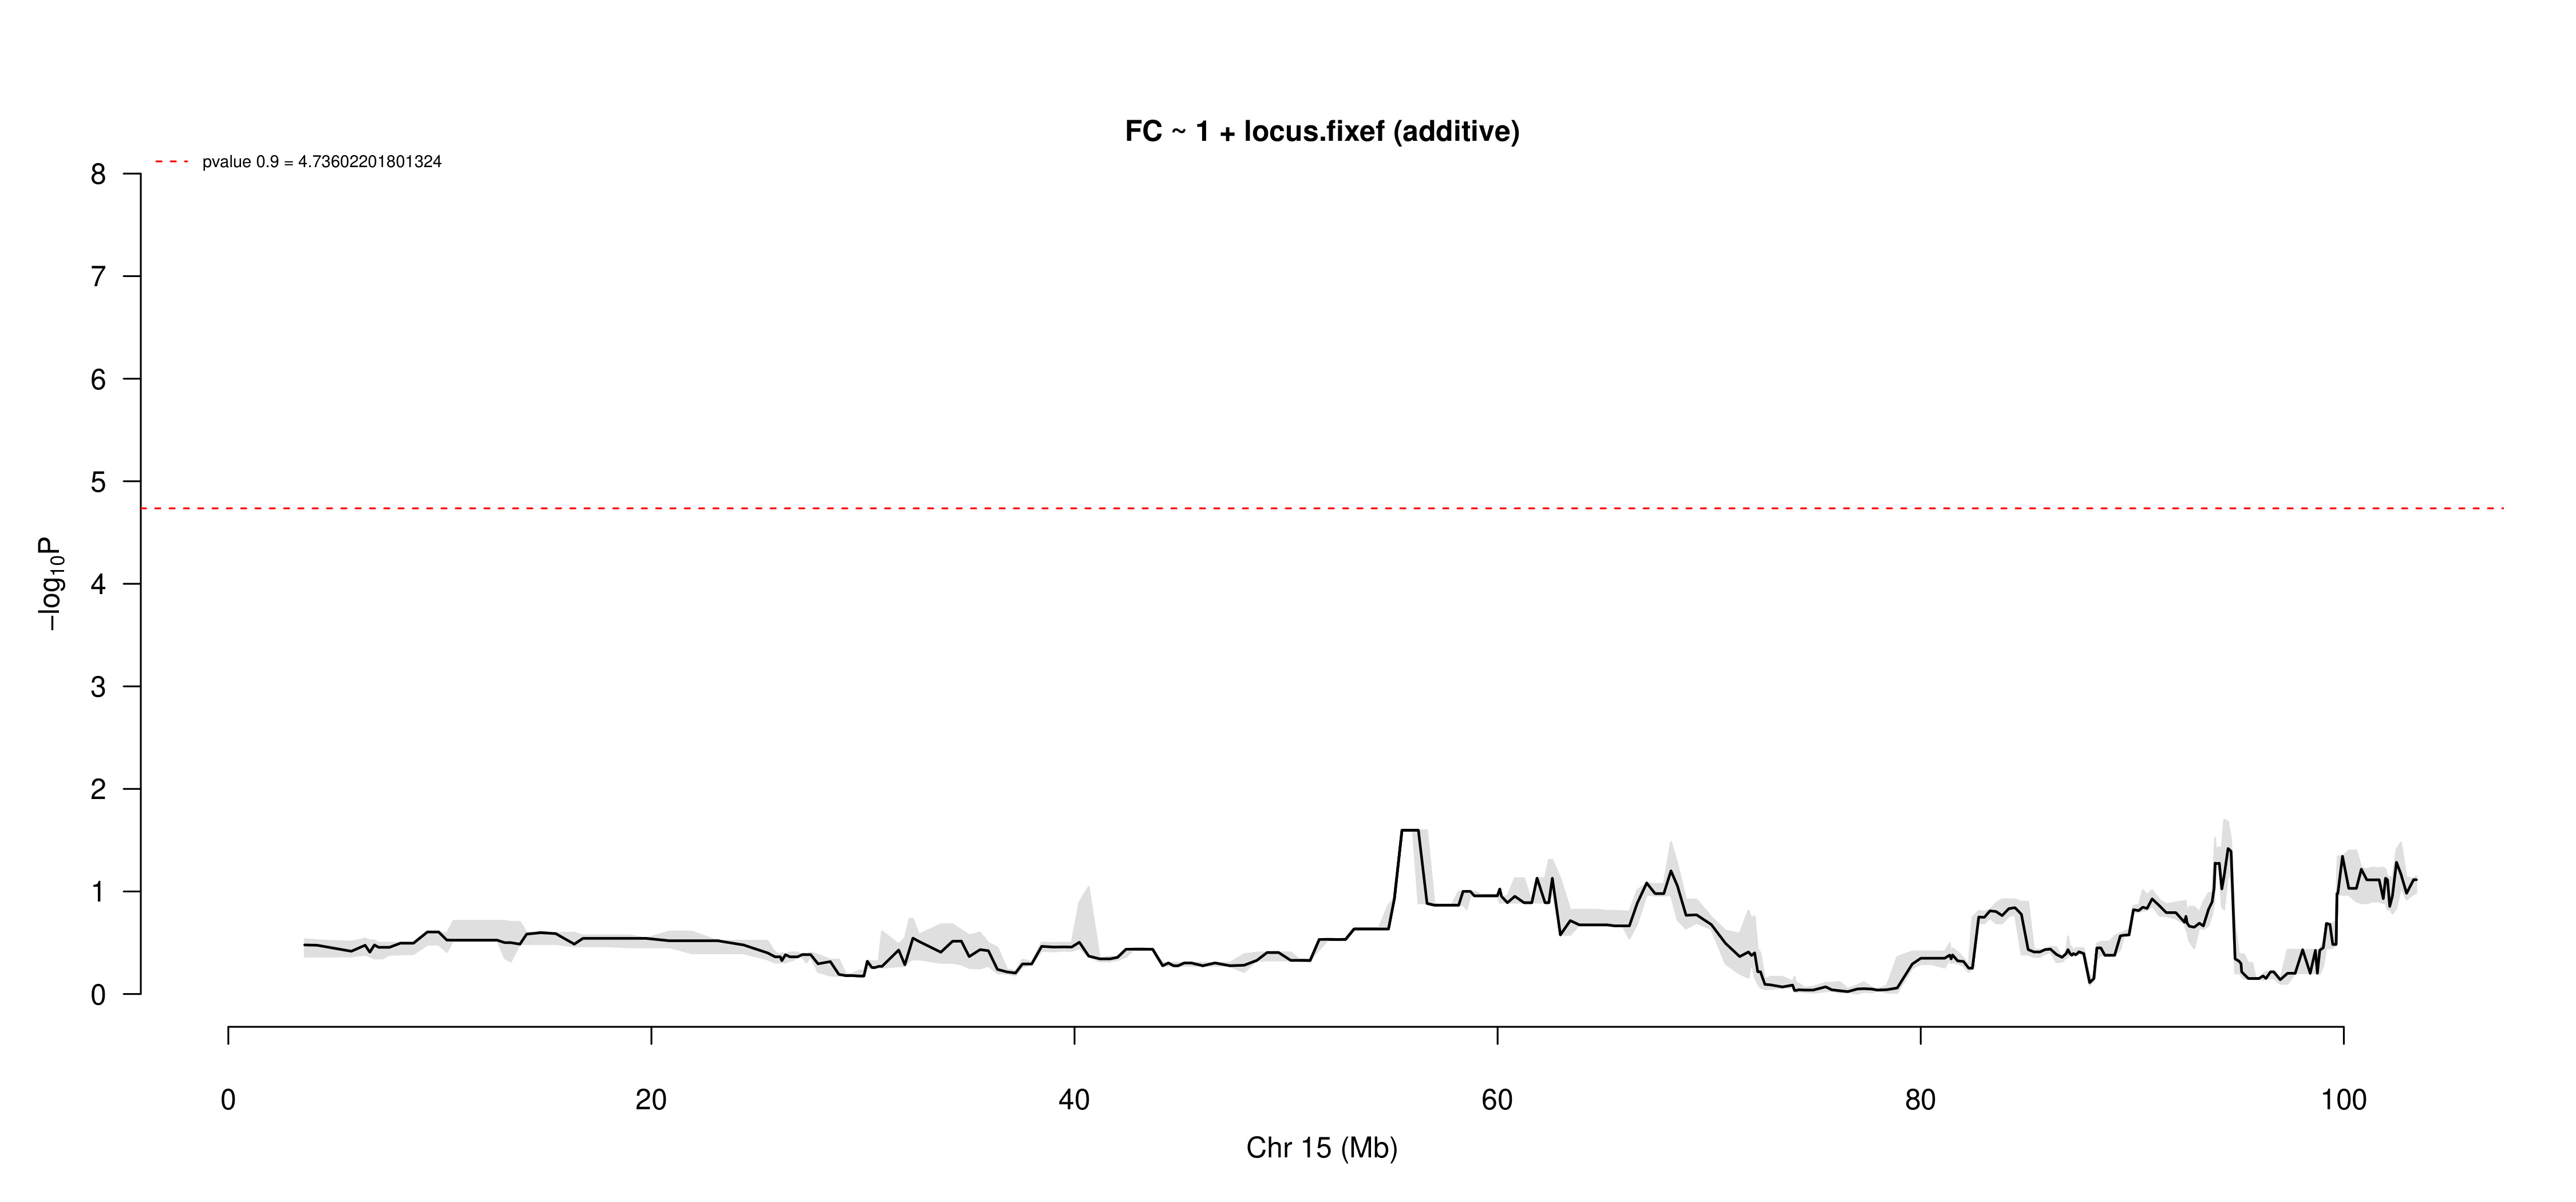 FC ~ 1 + locus.fixef (additive)
pvalue 0.9 = 4.73602201801324
8
7
6
5
4
3
2
1
0
−log10P
0 20 40 60 80 100
Chr 15 (Mb)